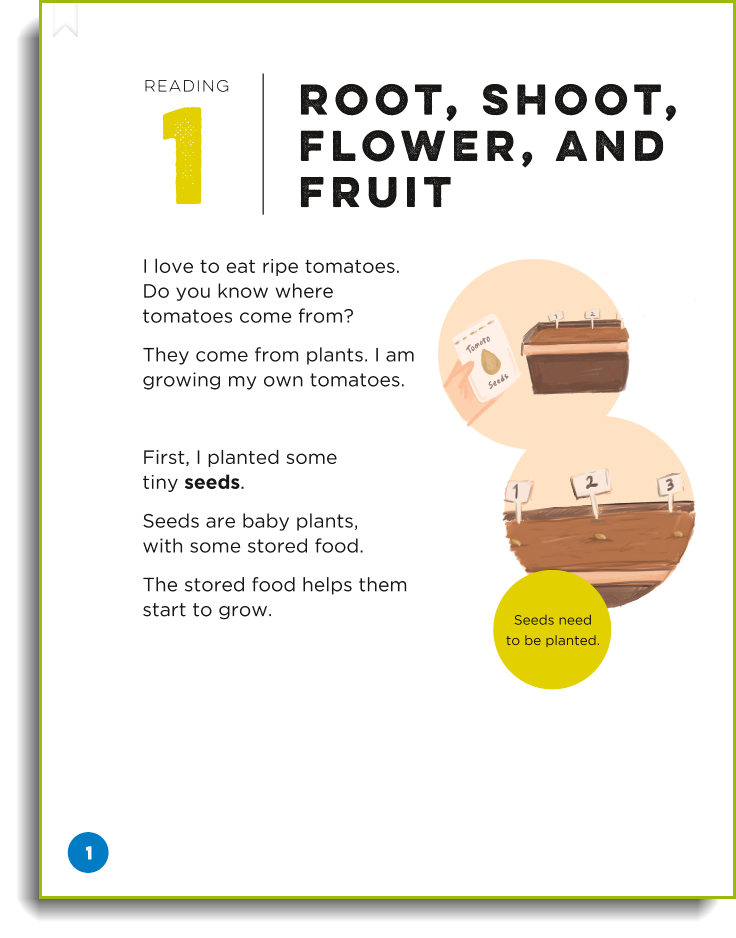 READING
1
ROOT, SHOOT,
FLOWER, AND
FRUIT
I love to eat ripe tomatoes.
Do you know where
tomatoes come from?
They come from plants. I am
growing my own tomatoes.
Tomato
Seeds
1
2
First, I planted some
tiny seeds.
Seeds are baby plants,
with some stored food.
The stored food helps them
start to grow.
1
2
3
Seeds need
to be planted.
1